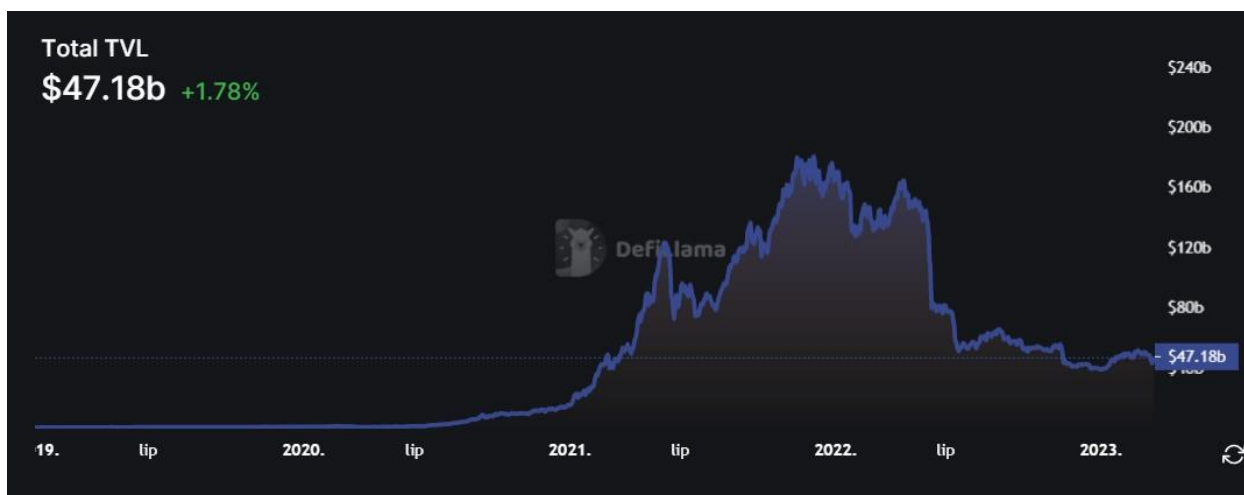 Total TVL
$47.18b +1.78%
$240b
$200b
$160b
DefiLlama
$120b
$80b
$47.18b
19. lip 2020. lip 2021. lip 2022. lip 2023.